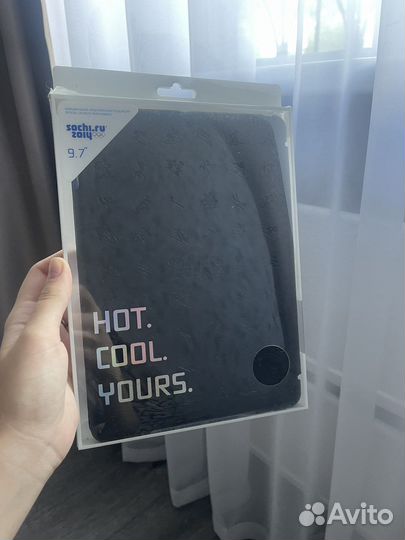 sochi.ru
2014
9.7"
HOT.
COOL.
YOURS.
Avito